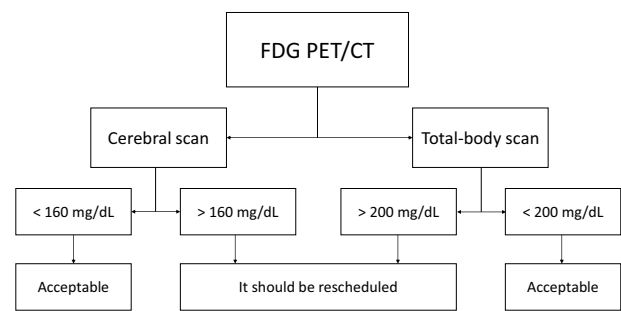 FDG PET/CT
Cerebral scan
Total-body scan
< 160 mg/dL
> 160 mg/dL
> 200 mg/dL
< 200 mg/dL
Acceptable
It should be rescheduled
Acceptable